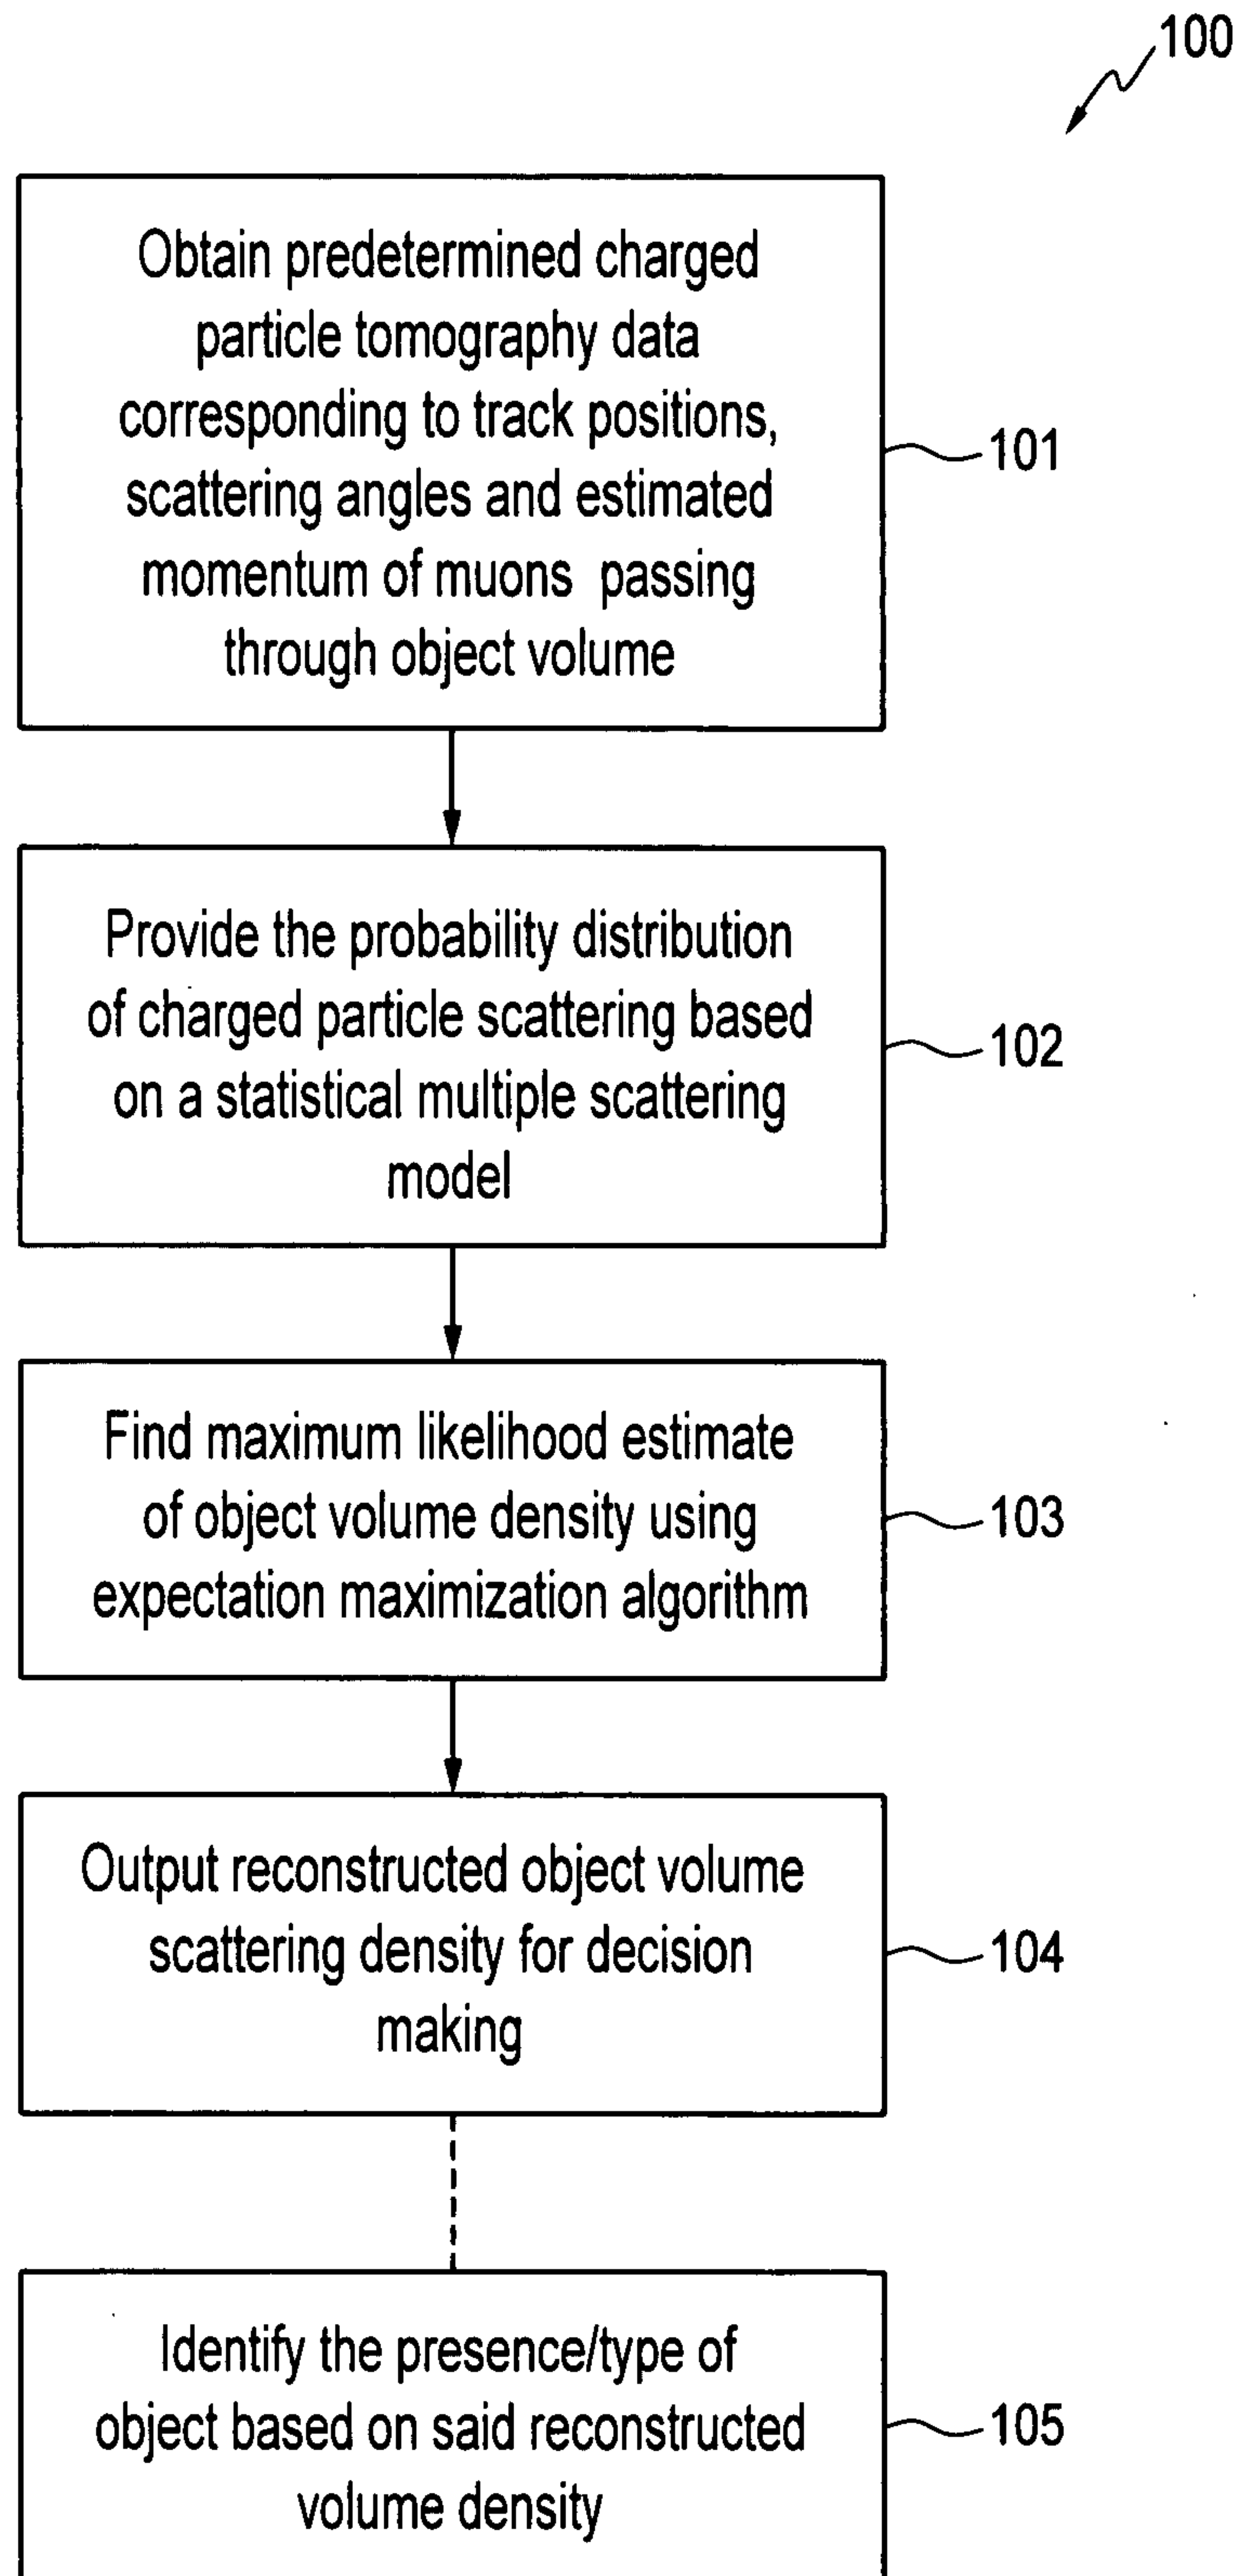 100
Obtain predetermined charged
particle tomography data
corresponding to track positions,
scattering angles and estimated
momentum of muons passing
through object volume
101
Provide the probability distribution
of charged particle scattering based
on a statistical multiple scattering
model
102
Find maximum likelihood estimate
of object volume density using
expectation maximization algorithm
103
Output reconstructed object volume
scattering density for decision
making
104
Identify the presence/type of
object based on said reconstructed
volume density
105